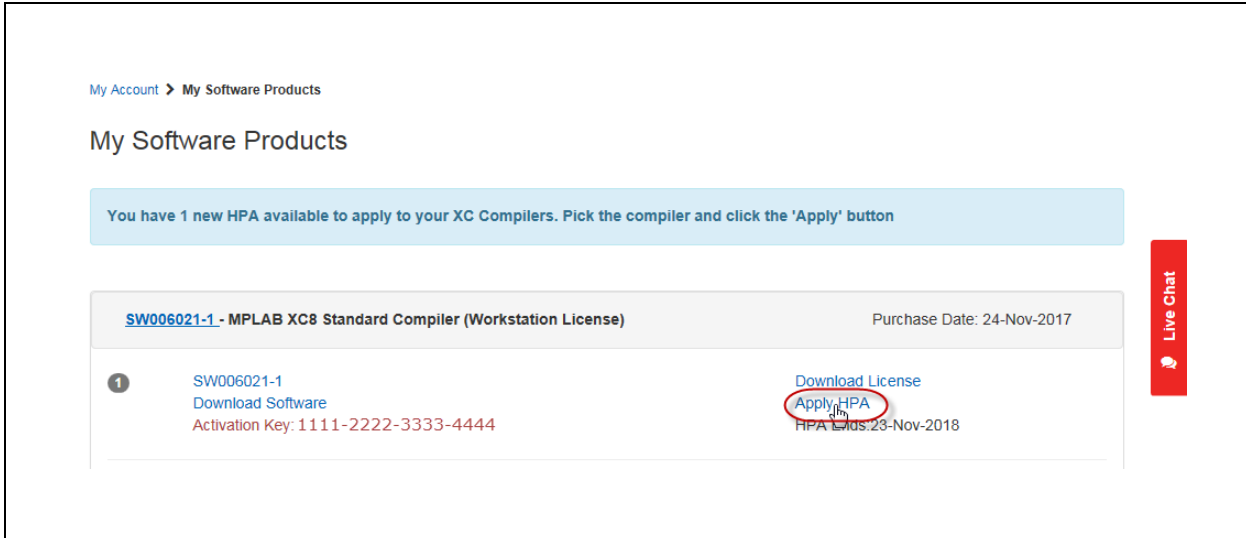 My Account > My Software Products
My Software Products
You have 1 new HPA available to apply to your XC Compilers. Pick the compiler and click the 'Apply' button
SW006021-1 - MPLAB XC8 Standard Compiler (Workstation License)
Purchase Date: 24-Nov-2017
1
SW006021-1
Download License
Download Software
Apply HPA
Activation Key: 1111-2222-3333-4444
HPA Ends:23-Nov-2018
Live Chat